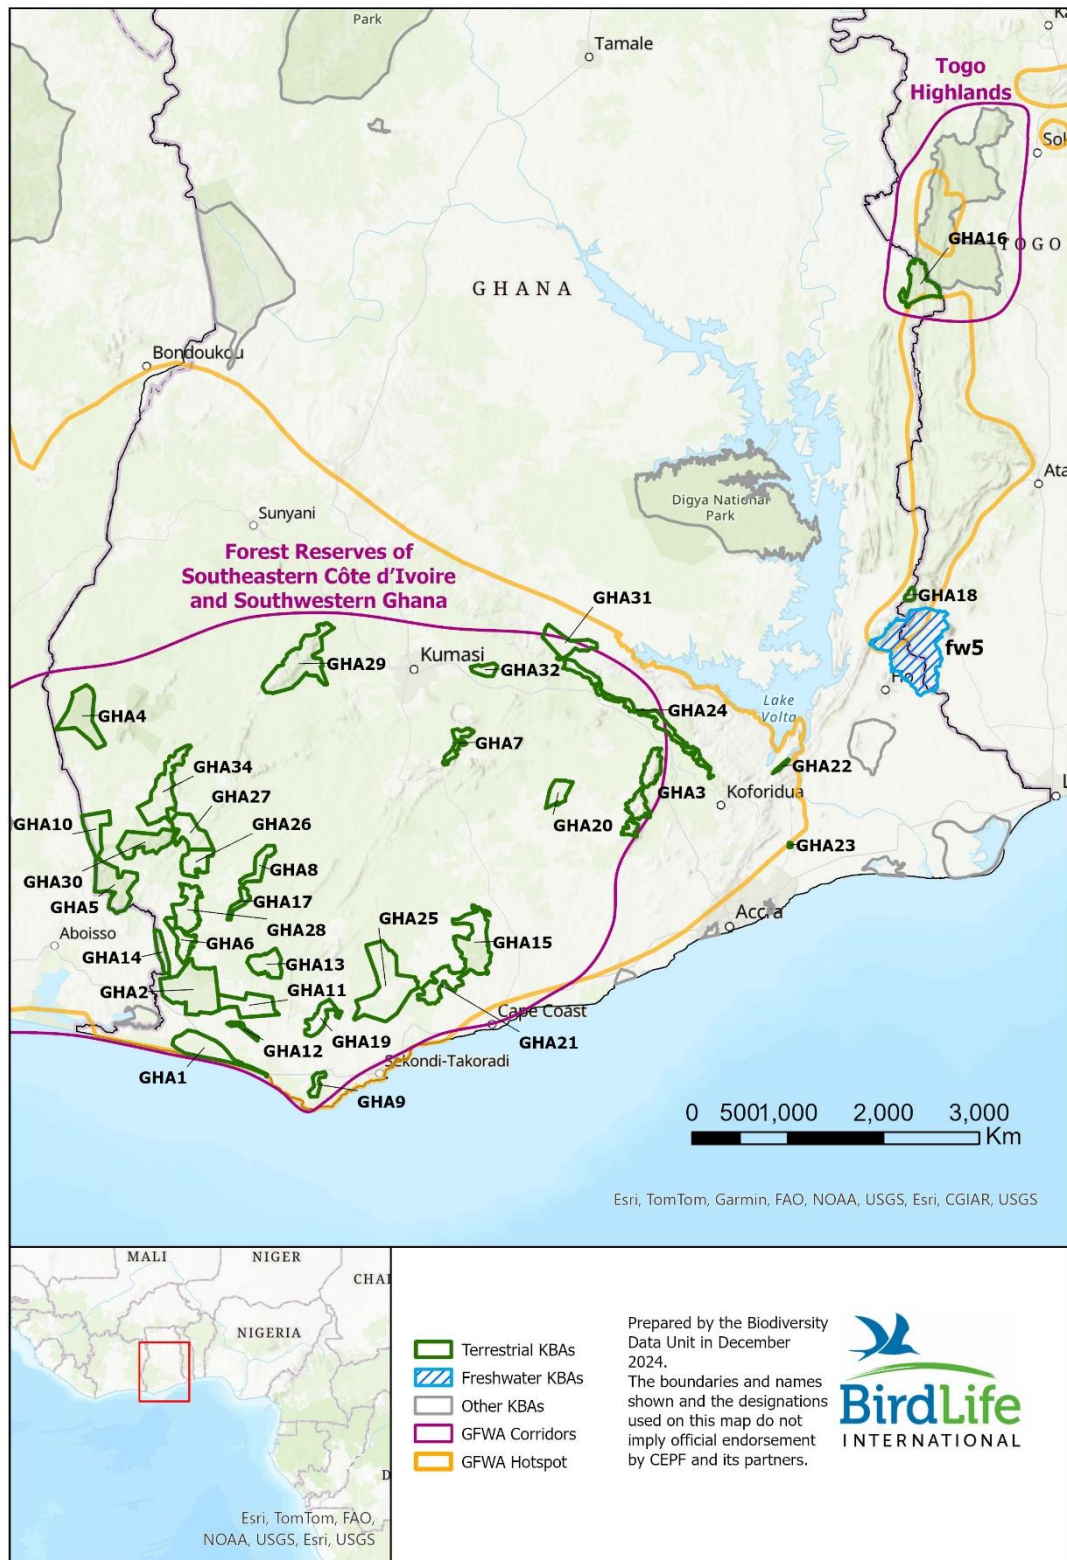 Park
Tamale
Togo
Highlands
Sok
GHA16
TOGO
GHANA
Bondoukou
Digya National
Park
Ata
Sunyani
Forest Reserves of
Southeastern Côte d'Ivoire
and Southwestern Ghana
GHA31
GHA18
fw5
Ho
GHA29
Kumasi
GHA32
Lake
Volta
GHA4
GHA24
GHA7
GHA22
GHA34
GHA3
Koforidua
L
GHA27
GHA10
GHA26
GHA20
GHA23
GHA30
GHA8
GHA5
GHA17
GHA25
Accra
GHA28
Aboisso
GHA6
GHA15
GHA14
GHA13
GHA2
GHA11
Cape Coast
GHA12
GHA19
GHA21
Sekondi-Takoradi
GHA1
GHA9
0 5001,000 2,000 3,000
Km
Esri, TomTom, Garmin, FAO, NOAA, USGS, Esri, CGIAR, USGS
MALI NIGER
CHA
NIGERIA
D
Esri, TomTom, FAO,
NOAA, USGS, Esri, USGS
Terrestrial KBAs
Freshwater KBAs
Other KBAs
GFWA Corridors
GFWA Hotspot
Prepared by the Biodiversity
Data Unit in December
2024.
The boundaries and names
shown and the designations
used on this map do not
imply official endorsement
by CEPF and its partners.
BirdLife
INTERNATIONAL